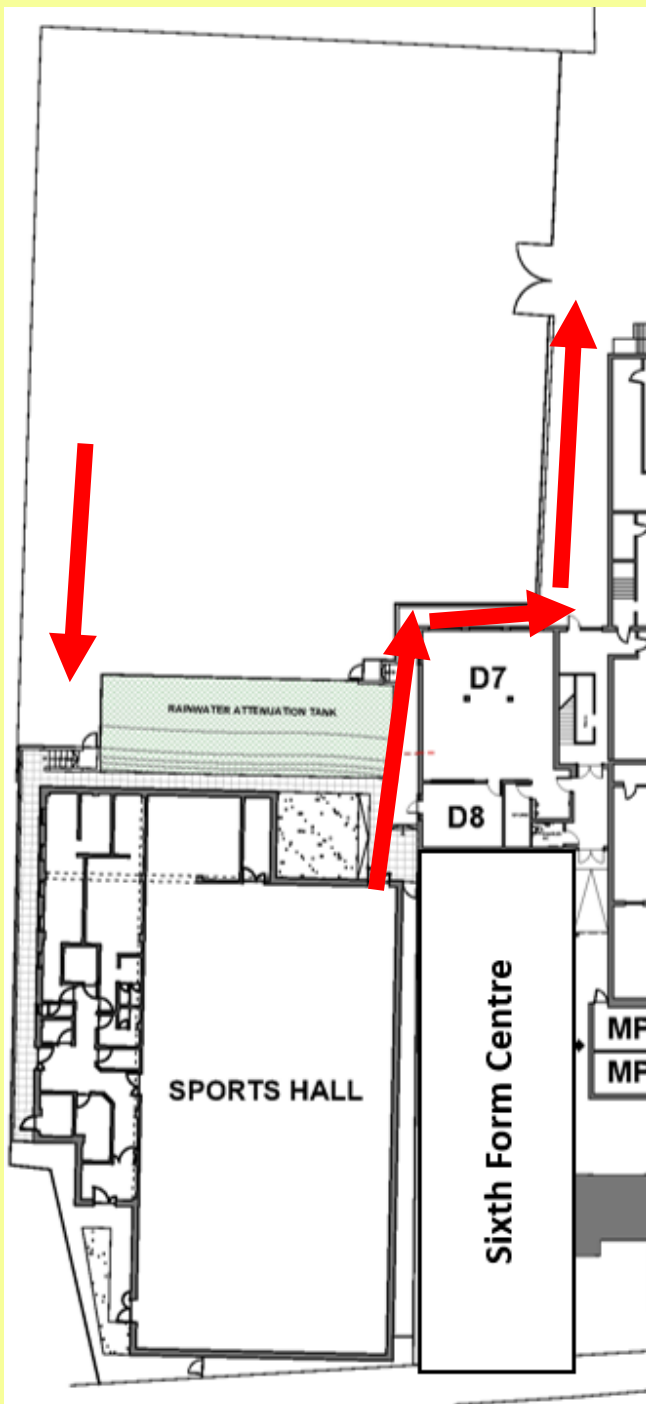 D7
RAINWATER ATTENUATION TANK
D8
MF
MF
SPORTS HALL
Sixth Form Centre